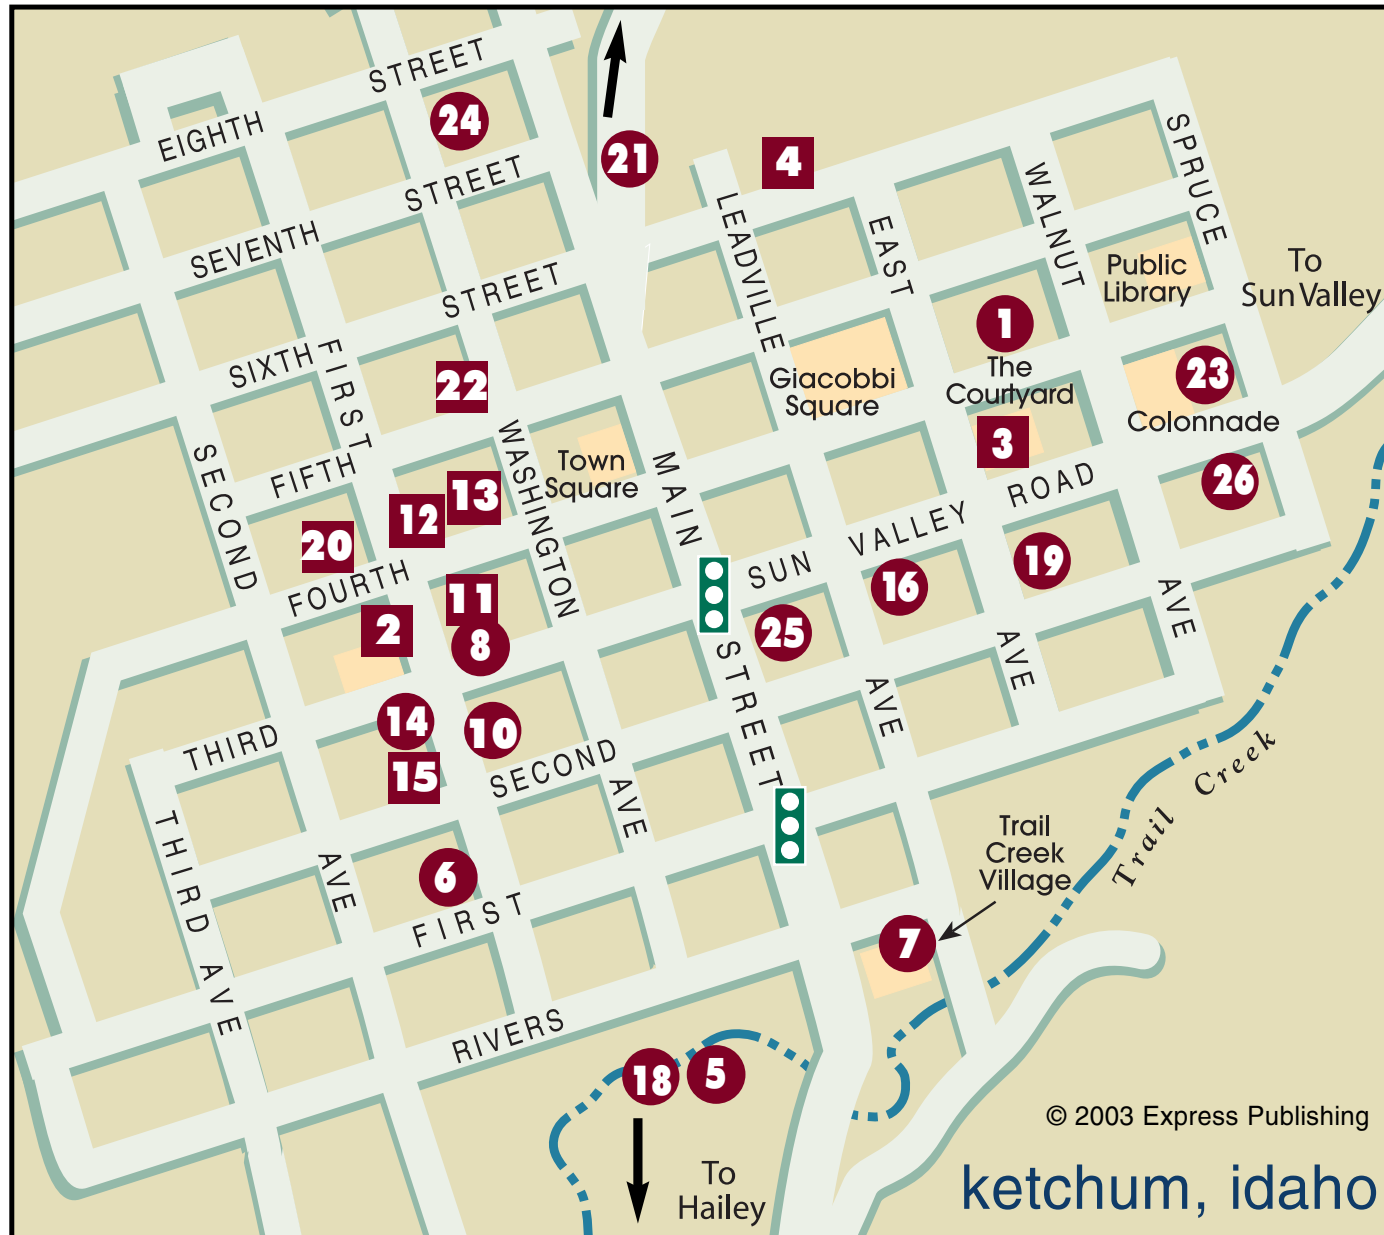 STREET
EIGHTH
24
21
4
STREET
SEVENTH
SPRUCE
WALNUT
LEADVILLE
EAST
Public
Library
To
Sun Valley
STREET
SIXTH
FIRST
22
1
The
Courtyard
Giacobbi
Square
23
Colonnade
3
26
SECOND
FIFTH
WASHINGTON
Town
Square
MAIN
13
12
20
SUN VALLEY ROAD
FOURTH
11
2
8
16
19
25
AVE
AVE
AVE
STREET
14
10
15
THIRD
SECOND
AVE
THIRD AVE
AVE
6
FIRST
Trail
Creek
Village
Trail Creek
7
RIVERS
18
5
To
Hailey
© 2003 Express Publishing
ketchum, idaho